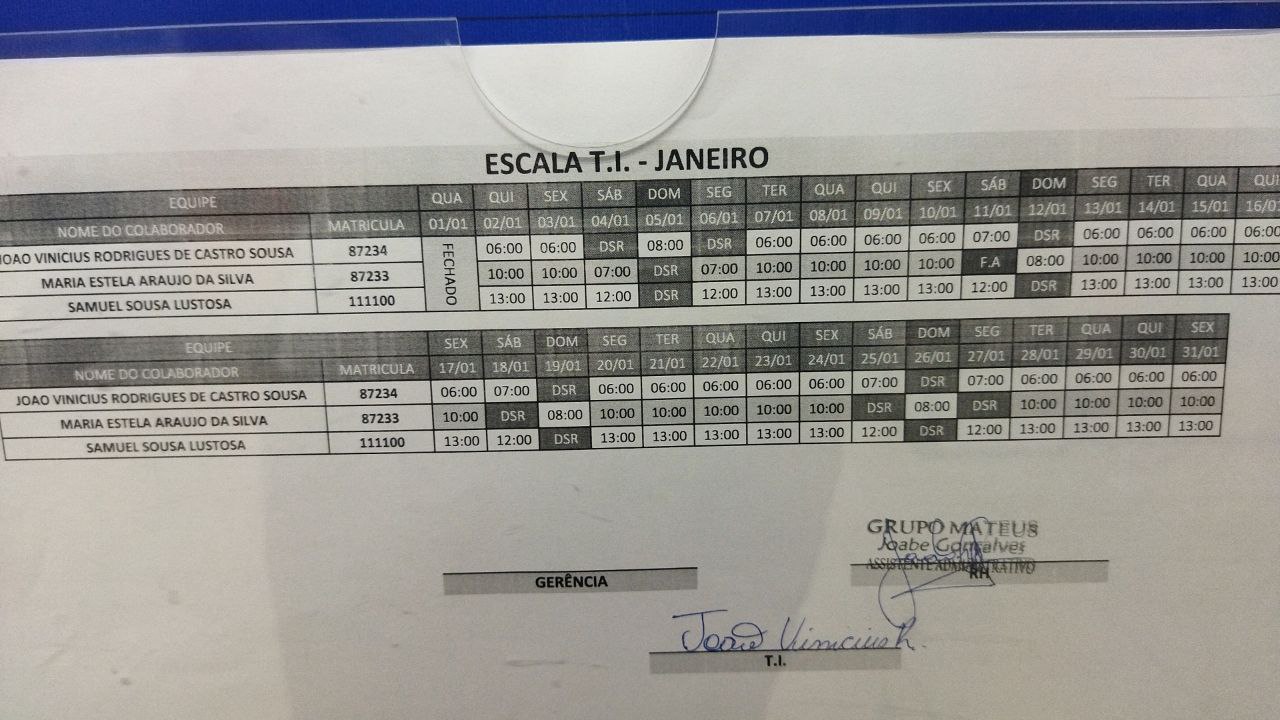 ESCALA T.I. - JANEIRO
EQUIPE QUA QUI SEX SÁB DOM SEG TER QUA QUI SEX SÁB DOM SEG TER QUA QUI
NOME DO COLABORADOR MATRICULA 01/01 02/01 03/01 04/01 05/01 06/01 07/01 08/01 09/01 10/01 11/01 12/01 13/01 14/01 15/01 16/01
JOAO VINICIUS RODRIGUES DE CASTRO SOUSA 87234 FECHADO 06:00 06:00 DSR 08:00 DSR 06:00 06:00 06:00 06:00 07:00 DSR 06:00 06:00 06:00 06:00
MARIA ESTELA ARAUJO DA SILVA 87233 10:00 10:00 07:00 DSR 07:00 10:00 10:00 10:00 10:00 F.A 08:00 10:00 10:00 10:00 10:00
SAMUEL SOUSA LUSTOSA 111100 13:00 13:00 12:00 DSR 12:00 13:00 13:00 13:00 13:00 12:00 DSR 13:00 13:00 13:00 13:00
EQUIPE SEX SÁB DOM SEG TER QUA QUI SEX SÁB DOM SEG TER QUA QUI SEX
NOME DO COLABORADOR MATRICULA 17/01 18/01 19/01 20/01 21/01 22/01 23/01 24/01 25/01 26/01 27/01 28/01 29/01 30/01 31/01
JOAO VINICIUS RODRIGUES DE CASTRO SOUSA 87234 06:00 07:00 DSR 06:00 06:00 06:00 06:00 06:00 07:00 DSR 07:00 06:00 06:00 06:00 06:00
MARIA ESTELA ARAUJO DA SILVA 87233 10:00 DSR 08:00 10:00 10:00 10:00 10:00 10:00 DSR 08:00 DSR 10:00 10:00 10:00 10:00
SAMUEL SOUSA LUSTOSA 111100 13:00 12:00 DSR 13:00 13:00 13:00 13:00 13:00 12:00 DSR 12:00 13:00 13:00 13:00 13:00
GRUPO MATEUS
Joabe Gonçalves
ASSISTENTE ADMINISTRATIVO
RH
GERÊNCIA
João Vinicius R.
T.I.